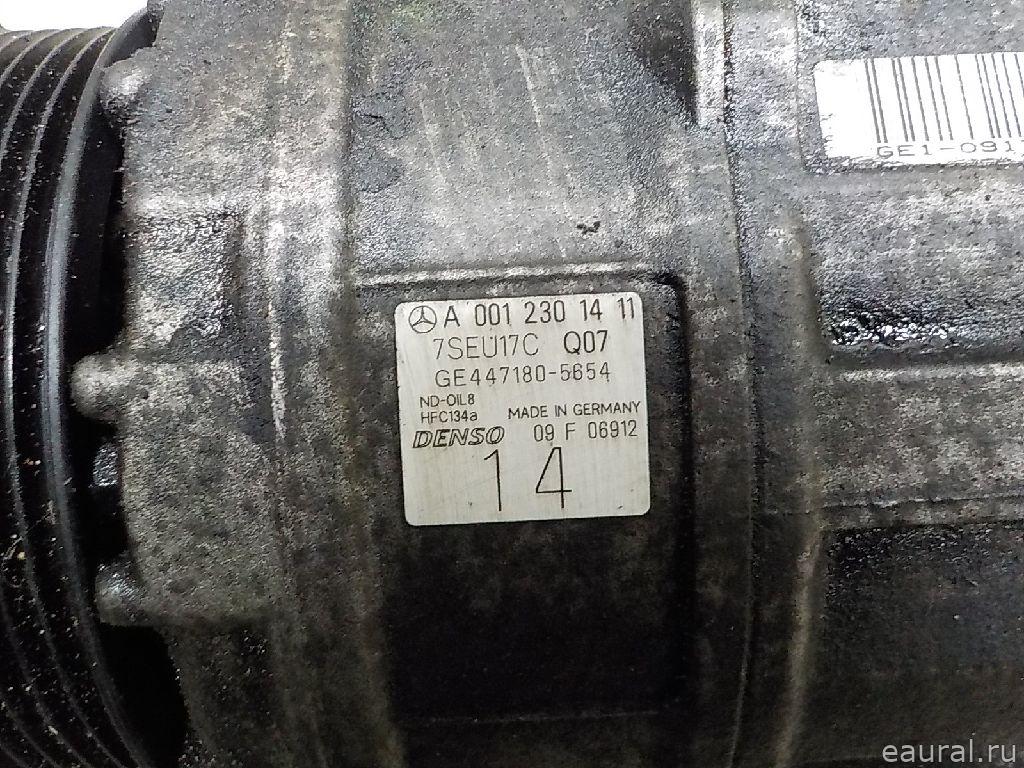 GE1-091
A 001 230 14 11
7SEU17C Q07
GE447180-5654
ND-OIL8
HFC134a MADE IN GERMANY
DENSO 09 F 06912
14
eaural.ru